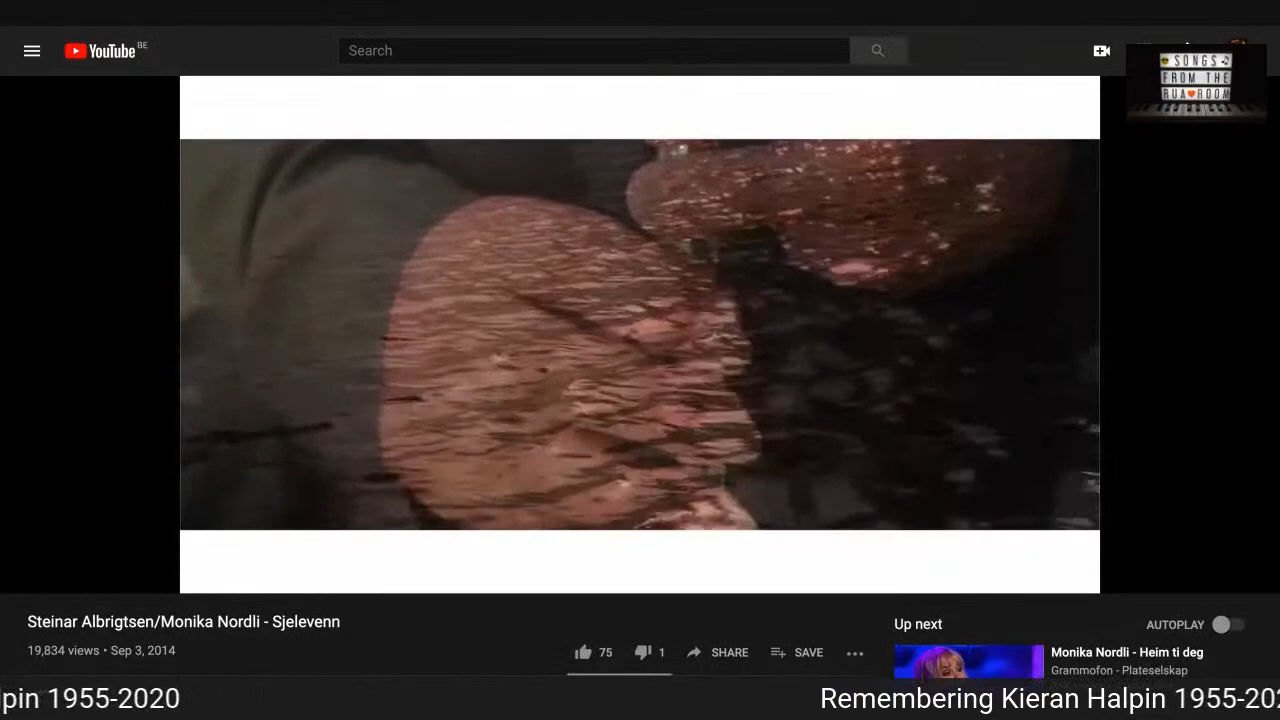 YouTube BE
Search
SONGS
FROM THE
RUA♥ROOM
Steinar Albrigtsen/Monika Nordli - Sjelevenn
19,834 views • Sep 3, 2014
75
1
SHARE
SAVE
Up next
AUTOPLAY
Monika Nordli - Heim ti deg
Grammofon - Plateselskap
lpin 1955-2020
Remembering Kieran Halpin 1955-202